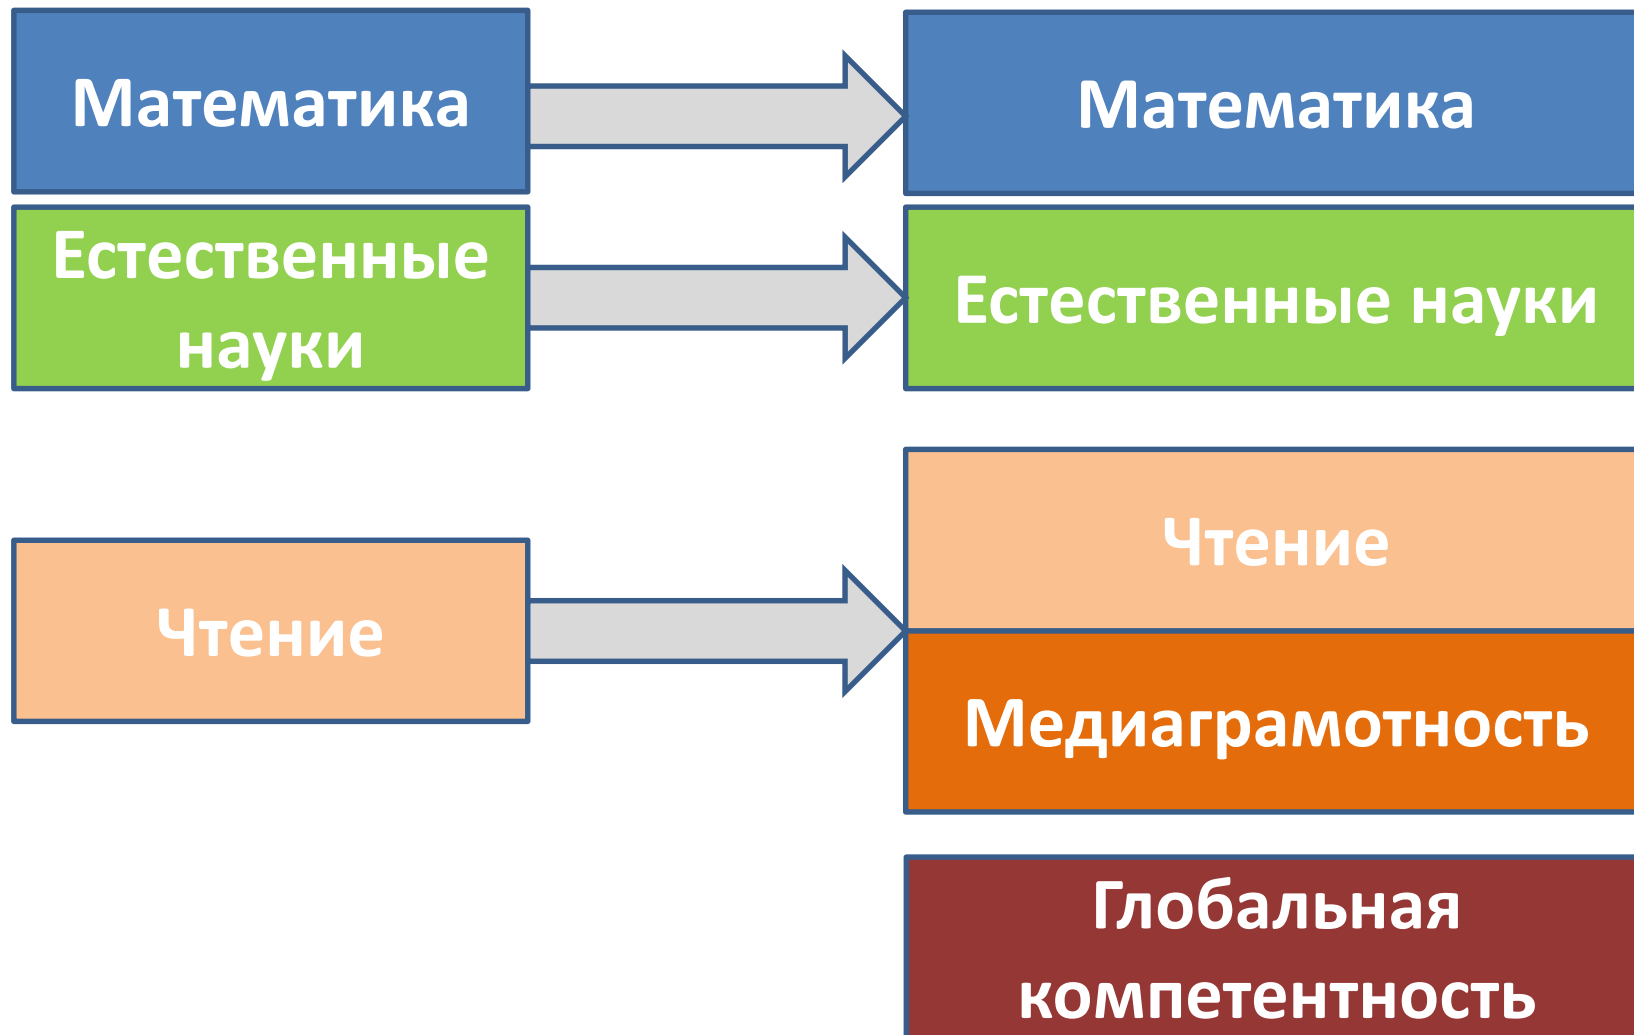 Математика
Математика
Естественные
науки
Естественные науки
Чтение
Чтение
Медиаграмотность
Глобальная
компетентность